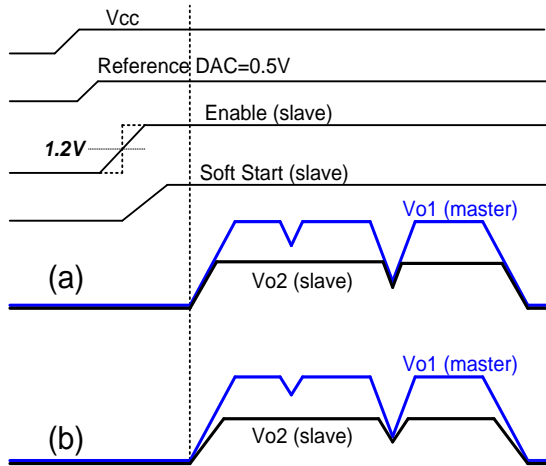 Vcc
Reference DAC=0.5V
Enable (slave)
1.2V
Soft Start (slave)
Vo1 (master)
(a)
Vo2 (slave)
Vo1 (master)
(b)
Vo2 (slave)